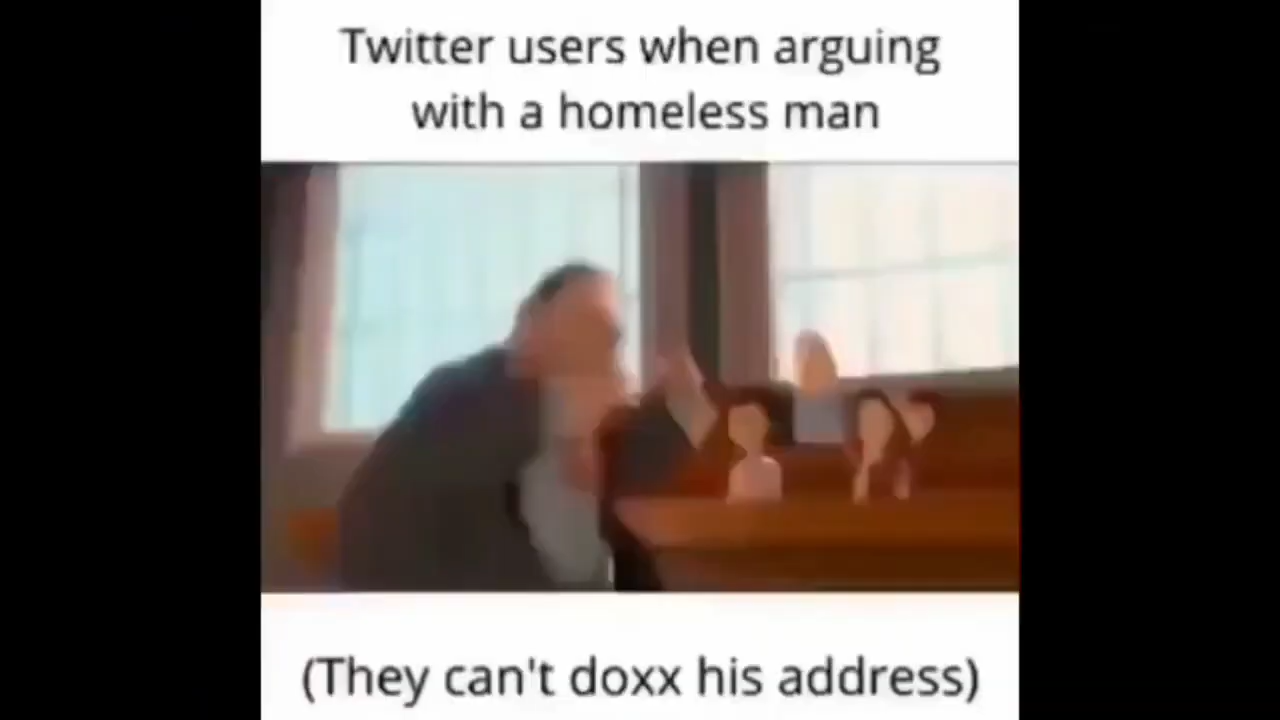 Twitter users when arguing
with a homeless man
(They can't doxx his address)